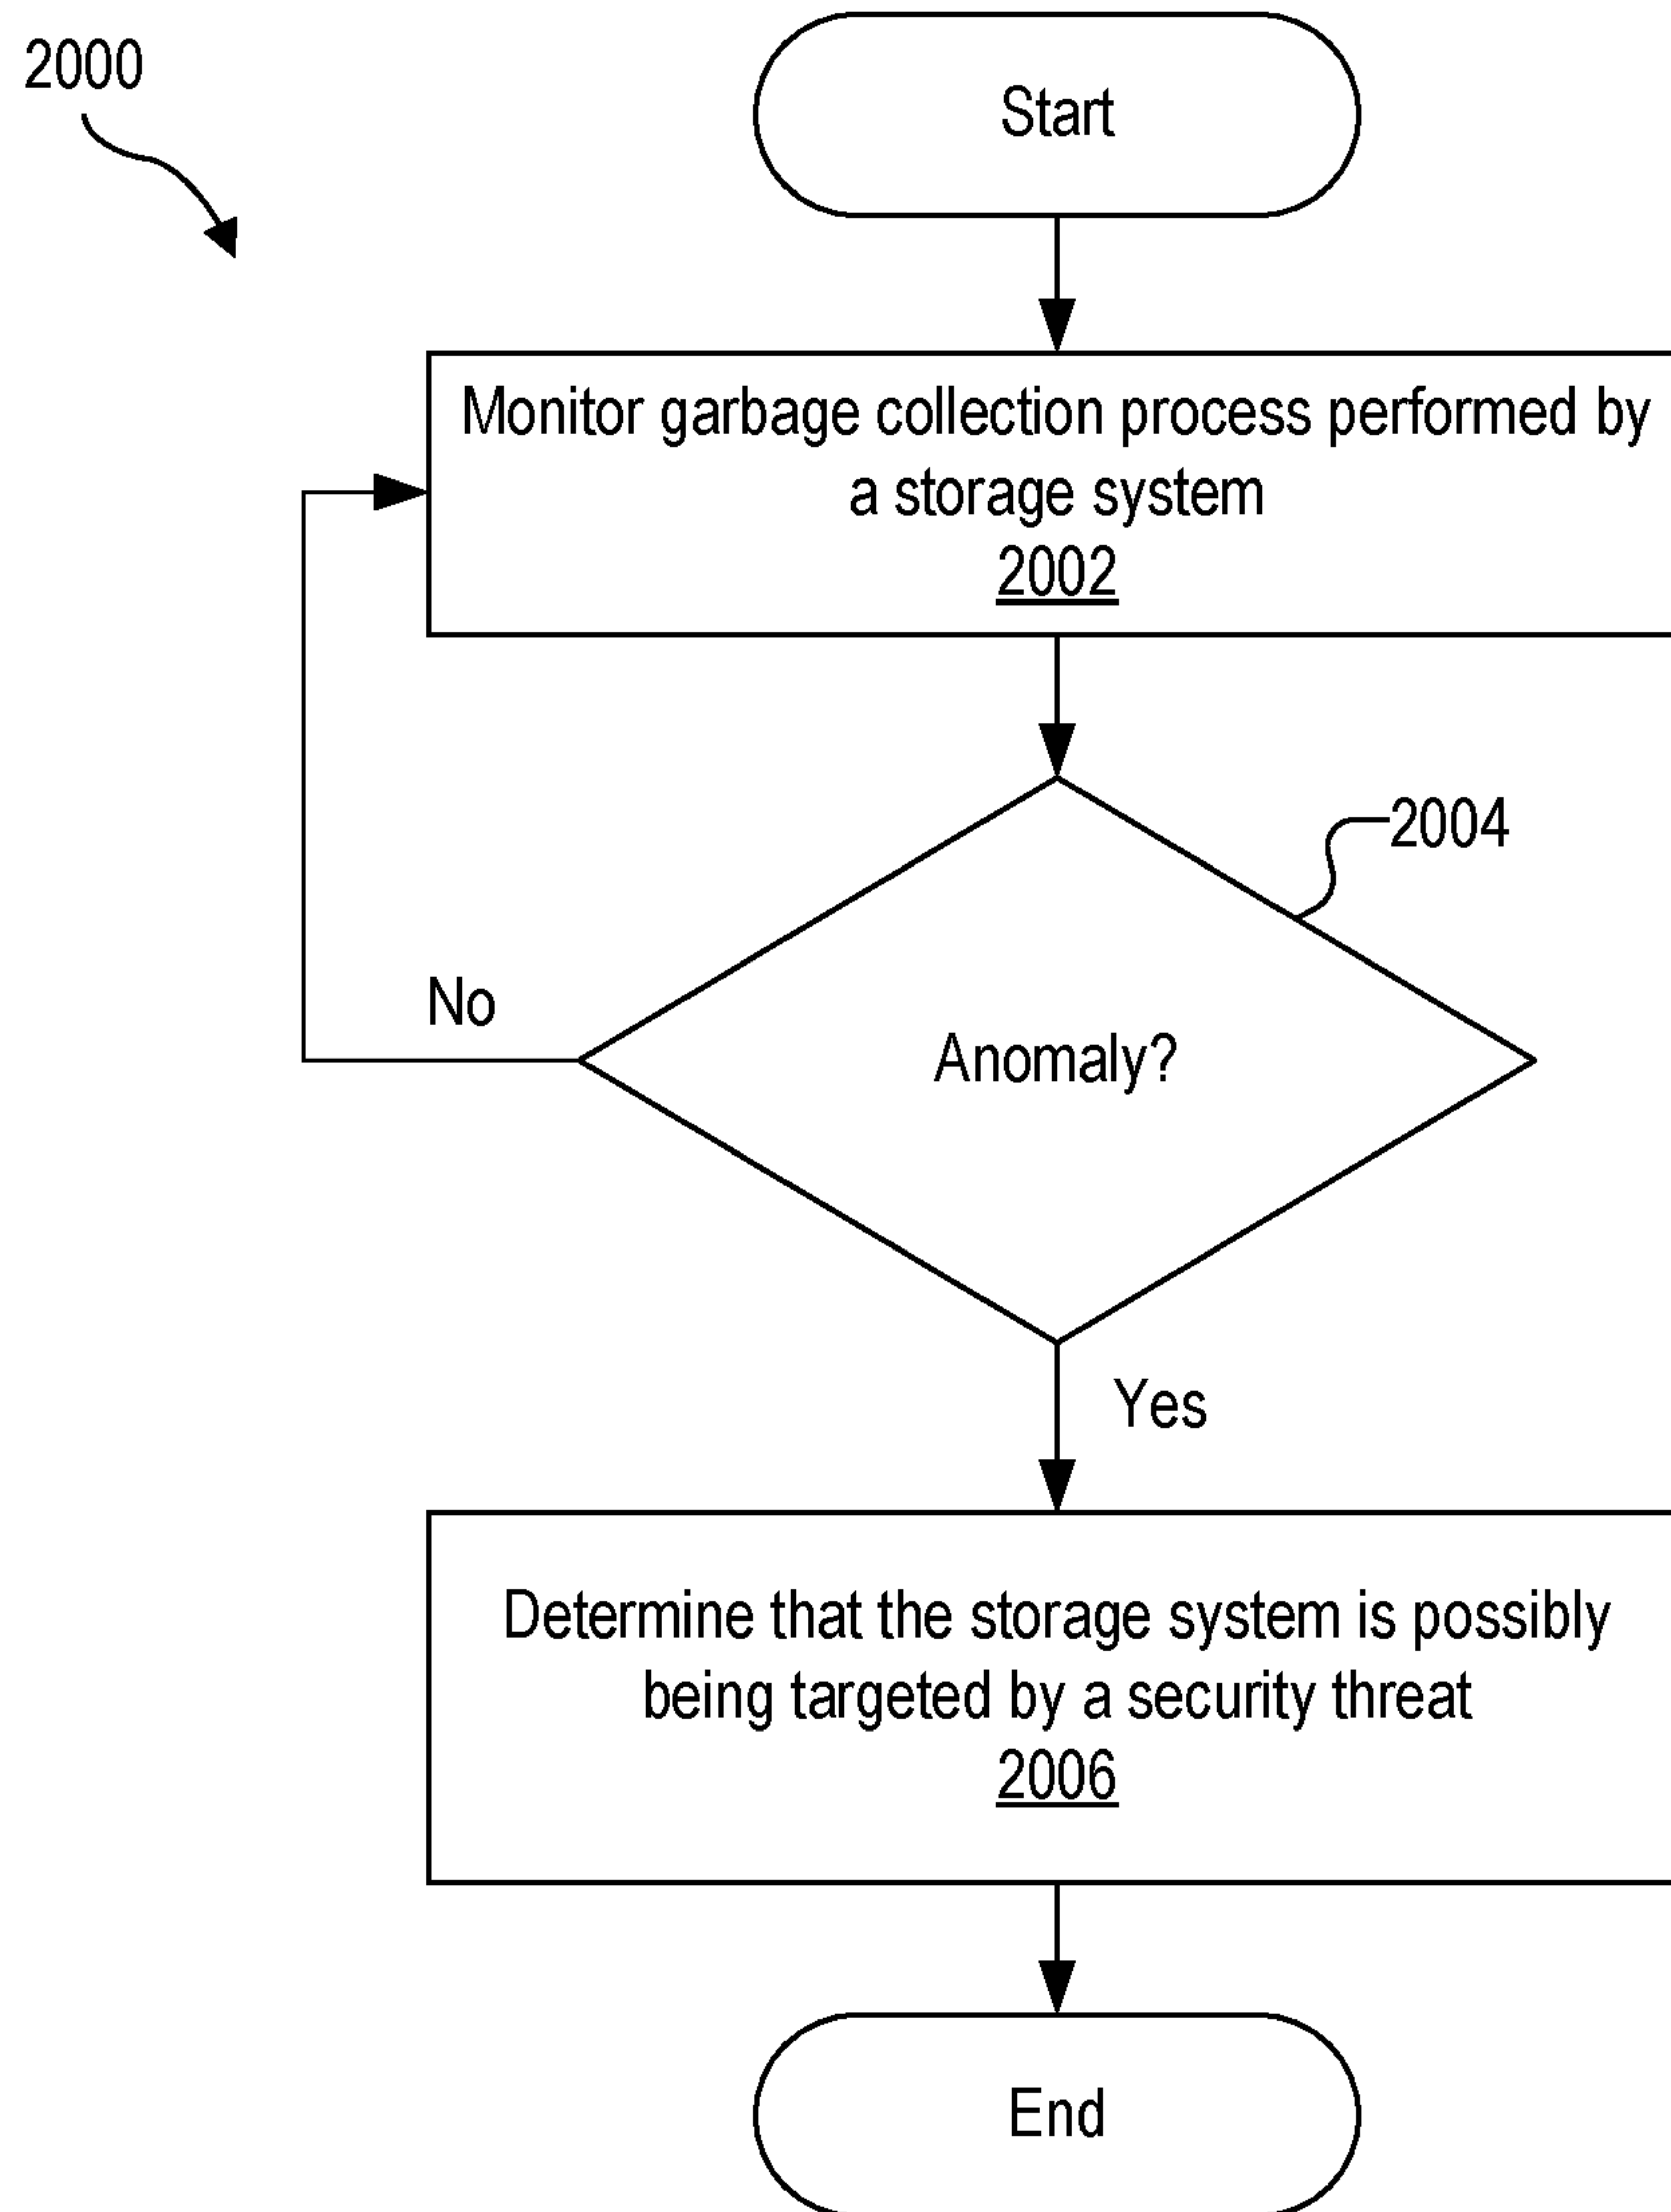 2000
Start
Monitor garbage collection process performed by
a storage system
2002
2004
No
Anomaly?
Yes
Determine that the storage system is possibly
being targeted by a security threat
2006
End